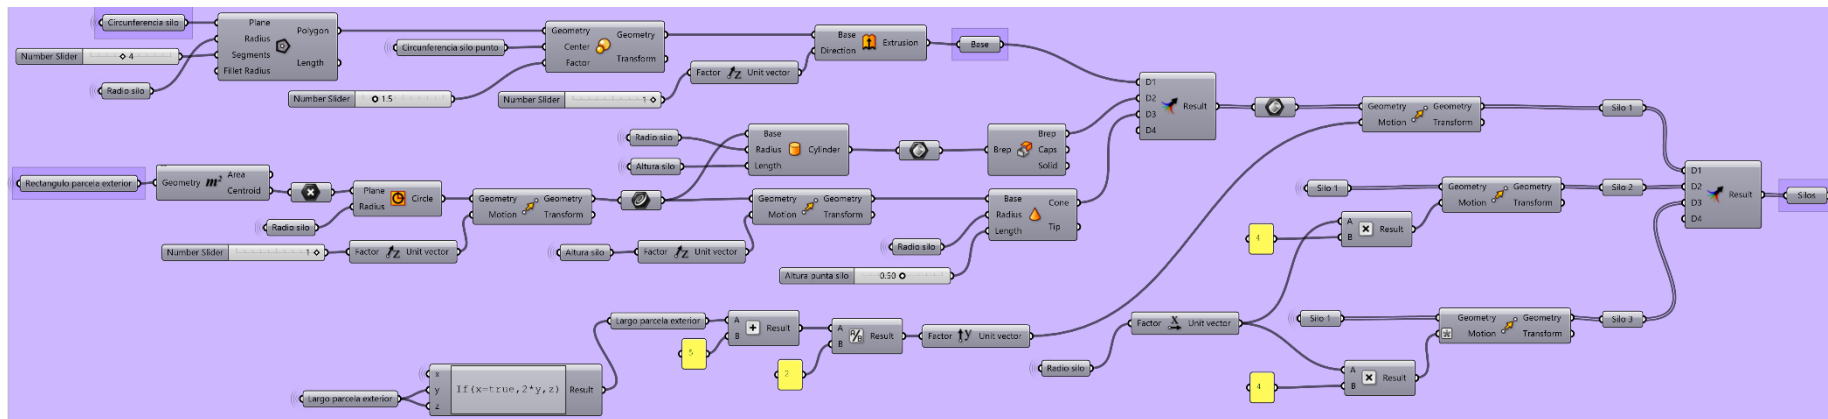 Circunferencia silo
Plane
Radius
Segments
Fillet Radius
Polygon
Length
Number Slider
4
Radio silo
Circunferencia silo punto
Geometry
Center
Factor
Geometry
Transform
Number Slider
1.5
Base
Direction
Extrusion
Number Slider
1
Factor
Z
Unit vector
Base
D1
D2
D3
D4
Result
Geometry
Motion
Geometry
Transform
Silo 1
Radio silo
Altura silo
Base
Radius
Length
Cylinder
Brep
Brep
Caps
Solid
Rectangulo parcela exterior
Geometry
m²
Area
Centroid
Plane
Radius
Circle
Radio silo
Geometry
Motion
Geometry
Transform
Number Slider
1
Factor
Z
Unit vector
Geometry
Motion
Geometry
Transform
Altura silo
Factor
Z
Unit vector
Base
Radius
Length
Cone
Tip
Radio silo
Altura punta silo
0.50
Silo 1
Geometry
Motion
Geometry
Transform
Silo 2
4
A
B
Result
D1
D2
D3
D4
Result
Silos
Largo parcela exterior
x
y
z
If(x=true,2*y,z)
Result
Largo parcela exterior
5
A
B
Result
2
A
B
A/B
Result
Factor
y
Unit vector
Radio silo
Factor
X
Unit vector
Silo 1
Geometry
Motion
Geometry
Transform
Silo 3
4
A
B
Result